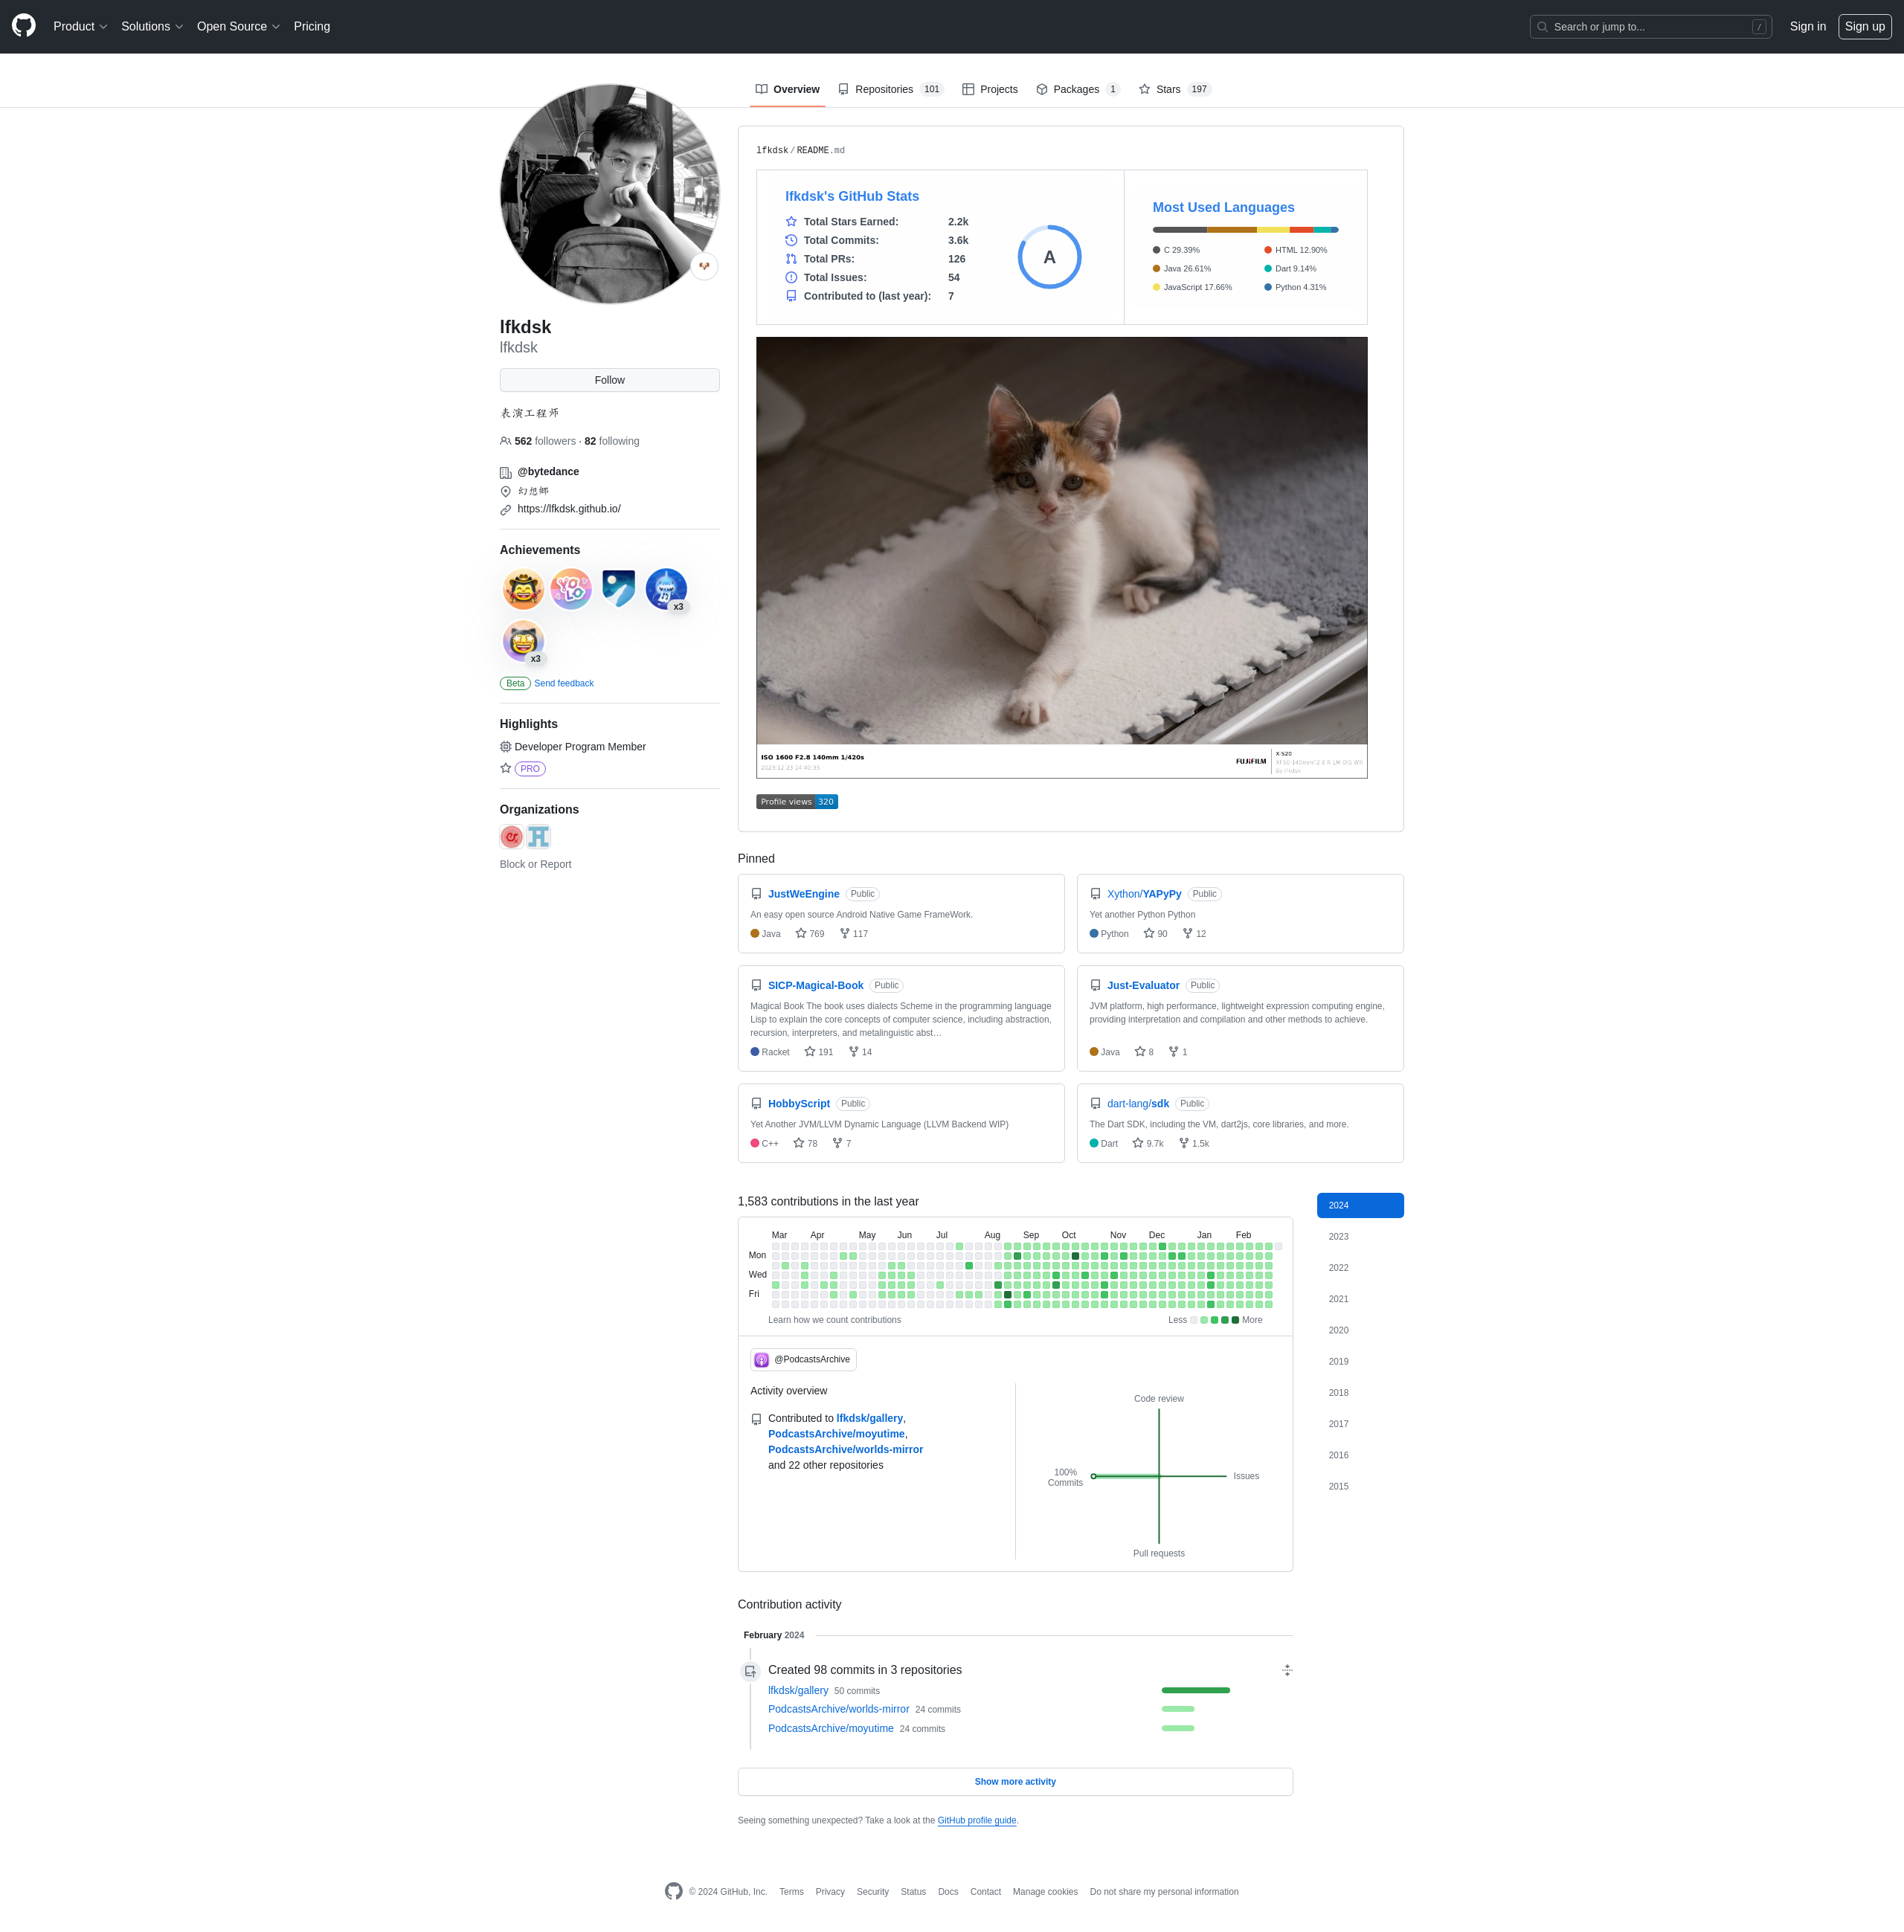 Product Solutions Open Source Pricing Search or jump to... / Sign in Sign up
Overview Repositories 101 Projects Packages 1 Stars 197
lfkdsk
lfkdsk
Follow
表演工程师
562 followers · 82 following
@bytedance
幻想鄉
https://lfkdsk.github.io/
Achievements
YOLO
x3
x3
Beta Send feedback
Highlights
Developer Program Member
PRO
Organizations
Block or Report
lfkdsk/README.md
lfkdsk's GitHub Stats
Total Stars Earned: 2.2k
Total Commits: 3.6k
Total PRs: 126
Total Issues: 54
Contributed to (last year): 7
A
Most Used Languages
C 29.39% HTML 12.90%
Java 26.61% Dart 9.14%
JavaScript 17.66% Python 4.31%
ISO 1600 F2.8 140mm 1/420s
2023.12.23 14:40:35
FUJIFILM
X-S20
Profile views 320
Pinned
JustWeEngine Public
An easy open source Android Native Game FrameWork.
Java 769 117
Xython/YAPyPy Public
Yet another Python Python
Python 90 12
SICP-Magical-Book Public
Magical Book The book uses dialects Scheme in the programming language
Lisp to explain the core concepts of computer science, including abstraction,
recursion, interpreters, and metalinguistic abst…
Racket 191 14
Just-Evaluator Public
JVM platform, high performance, lightweight expression computing engine,
providing interpretation and compilation and other methods to achieve.
Java 8 1
HobbyScript Public
Yet Another JVM/LLVM Dynamic Language (LLVM Backend WIP)
C++ 78 7
dart-lang/sdk Public
The Dart SDK, including the VM, dart2js, core libraries, and more.
Dart 9.7k 1.5k
1,583 contributions in the last year
Mar Apr May Jun Jul Aug Sep Oct Nov Dec Jan Feb
Mon
Wed
Fri
Learn how we count contributions Less More
@PodcastsArchive
Activity overview
Contributed to lfkdsk/gallery,
PodcastsArchive/moyutime,
PodcastsArchive/worlds-mirror
and 22 other repositories
Code review
100%
Commits
Issues
Pull requests
2024
2023
2022
2021
2020
2019
2018
2017
2016
2015
Contribution activity
February 2024
Created 98 commits in 3 repositories
lfkdsk/gallery 50 commits
PodcastsArchive/worlds-mirror 24 commits
PodcastsArchive/moyutime 24 commits
Show more activity
Seeing something unexpected? Take a look at the GitHub profile guide.
© 2024 GitHub, Inc. Terms Privacy Security Status Docs Contact Manage cookies Do not share my personal information